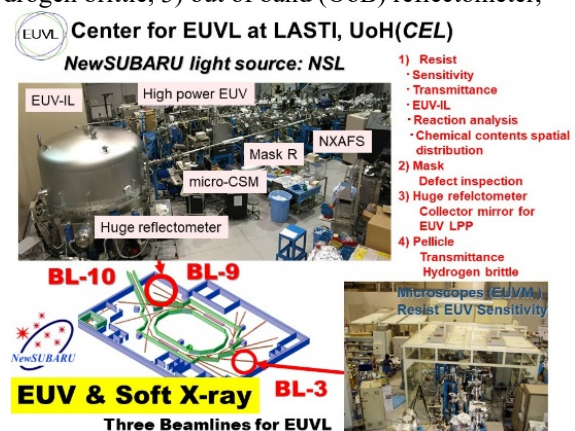 drogen brittle, 3) out of band (OoB) reflectometer,
EUVL
Center for EUVL at LASTI, UoH(CEL)
NewSUBARU light source: NSL
EUV-IL
High power EUV
NXAFS
Mask R
micro-CSM
Huge reflectometer
1) Resist
・Sensitivity
・Transmittance
・EUV-IL
・Reaction analysis
・Chemical contents spatial
distribution
2) Mask
Defect inspection
3) Huge refelctometer
Collector mirror for
EUV LPP
4) Pellicle
Transmittance
Hydrogen brittle
BL-10
BL-9
Microscopes (EUVM)
Resist EUV Sensitivity
NewSUBARU
BL-3
EUV & Soft X-ray
Three Beamlines for EUVL